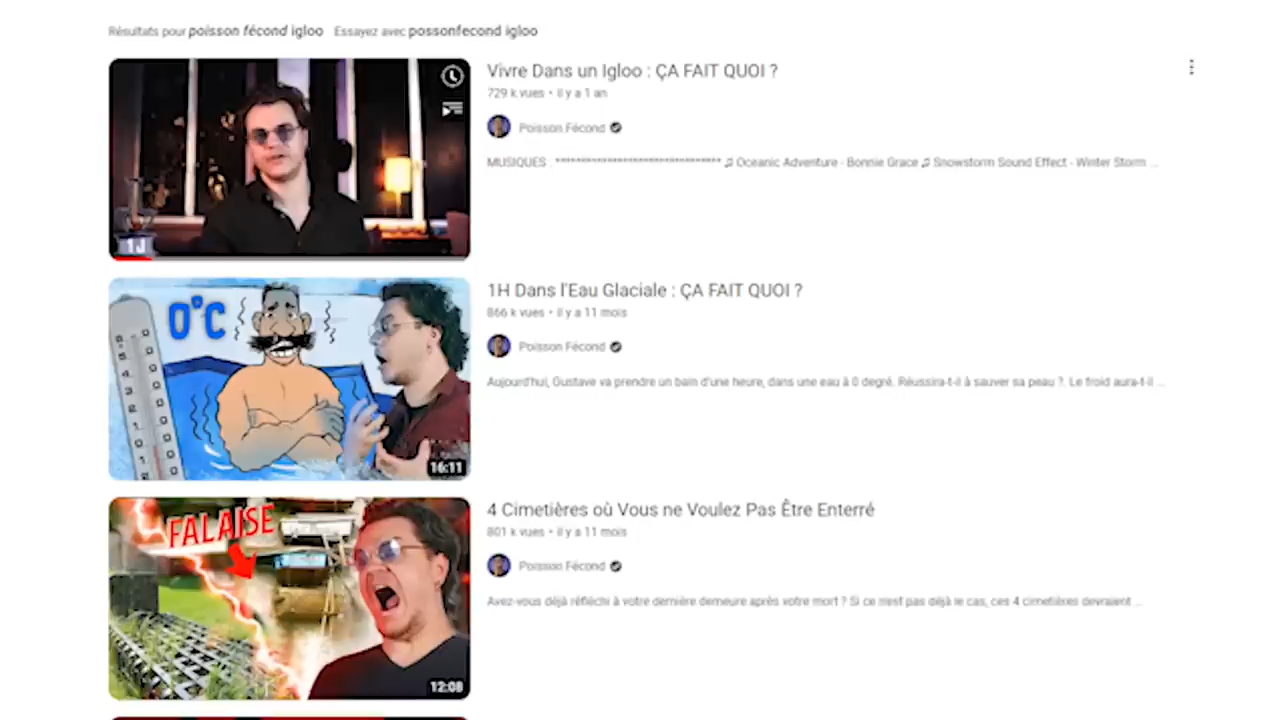 Résultats pour poisson fécond igloo Essayez avec possonfecond igloo
Vivre Dans un Igloo : ÇA FAIT QUOI ?
729 k vues • il y a 1 an
Poisson Fécond
MUSIQUES : ************************************ ♫ Oceanic Adventure - Bonnie Grace ♫ Snowstorm Sound Effect - Winter Storm ...
1J
1H Dans l'Eau Glaciale : ÇA FAIT QUOI ?
866 k vues • il y a 11 mois
Poisson Fécond
Aujourd'hui, Gustave va prendre un bain d'une heure, dans une eau à 0 degré. Réussira-t-il à sauver sa peau ?. Le froid aura-t-il ...
0°C
16:11
4 Cimetières où Vous ne Voulez Pas Être Enterré
801 k vues • il y a 11 mois
Poisson Fécond
Avez-vous déjà réfléchi à votre dernière demeure après votre mort ? Si ce n'est pas déjà le cas, ces 4 cimetières devraient ...
FALAISE
12:08